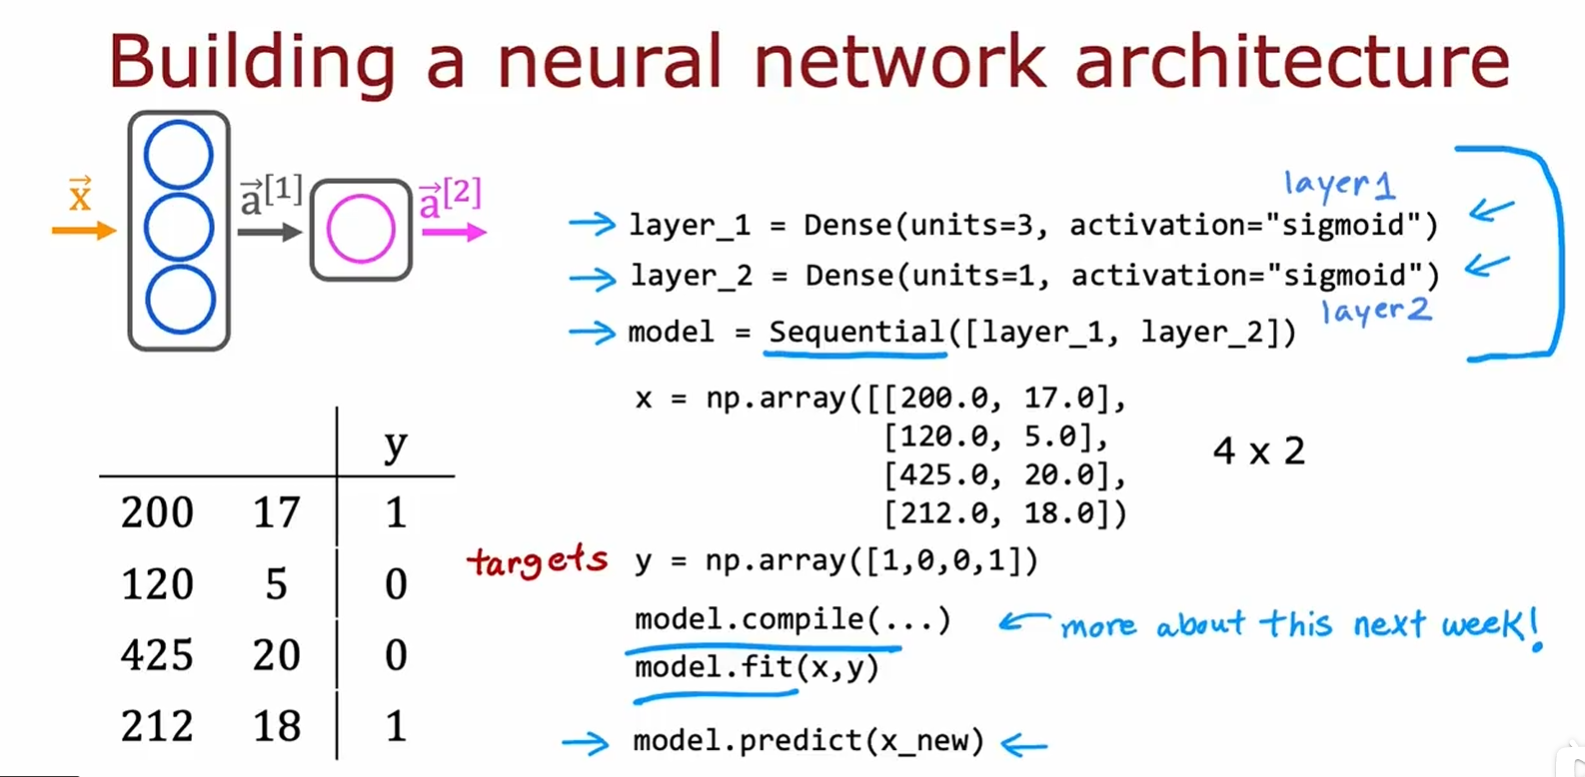 Building a neural network architecture
x⃗
a⃗[1]
a⃗[2]
layer1
layer_1 = Dense(units=3, activation="sigmoid")
layer_2 = Dense(units=1, activation="sigmoid")
layer2
model = Sequential([layer_1, layer_2])
x = np.array([[200.0, 17.0],
[120.0, 5.0],
[425.0, 20.0],
[212.0, 18.0])
4 x 2
targets y = np.array([1,0,0,1])
model.compile(...) ← more about this next week!
model.fit(x,y)
model.predict(x_new)
y
200 17 1
120 5 0
425 20 0
212 18 1